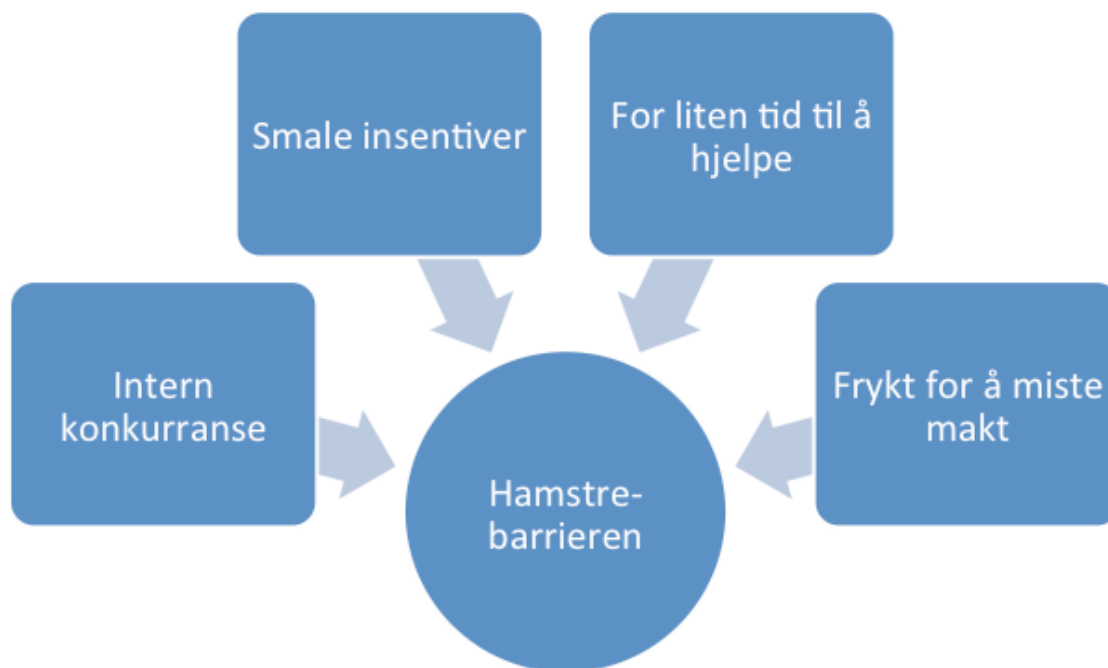 Smale insentiver
For liten tid til å
hjelpe
Intern
konkurranse
Frykt for å miste
makt
Hamstre-
barrieren